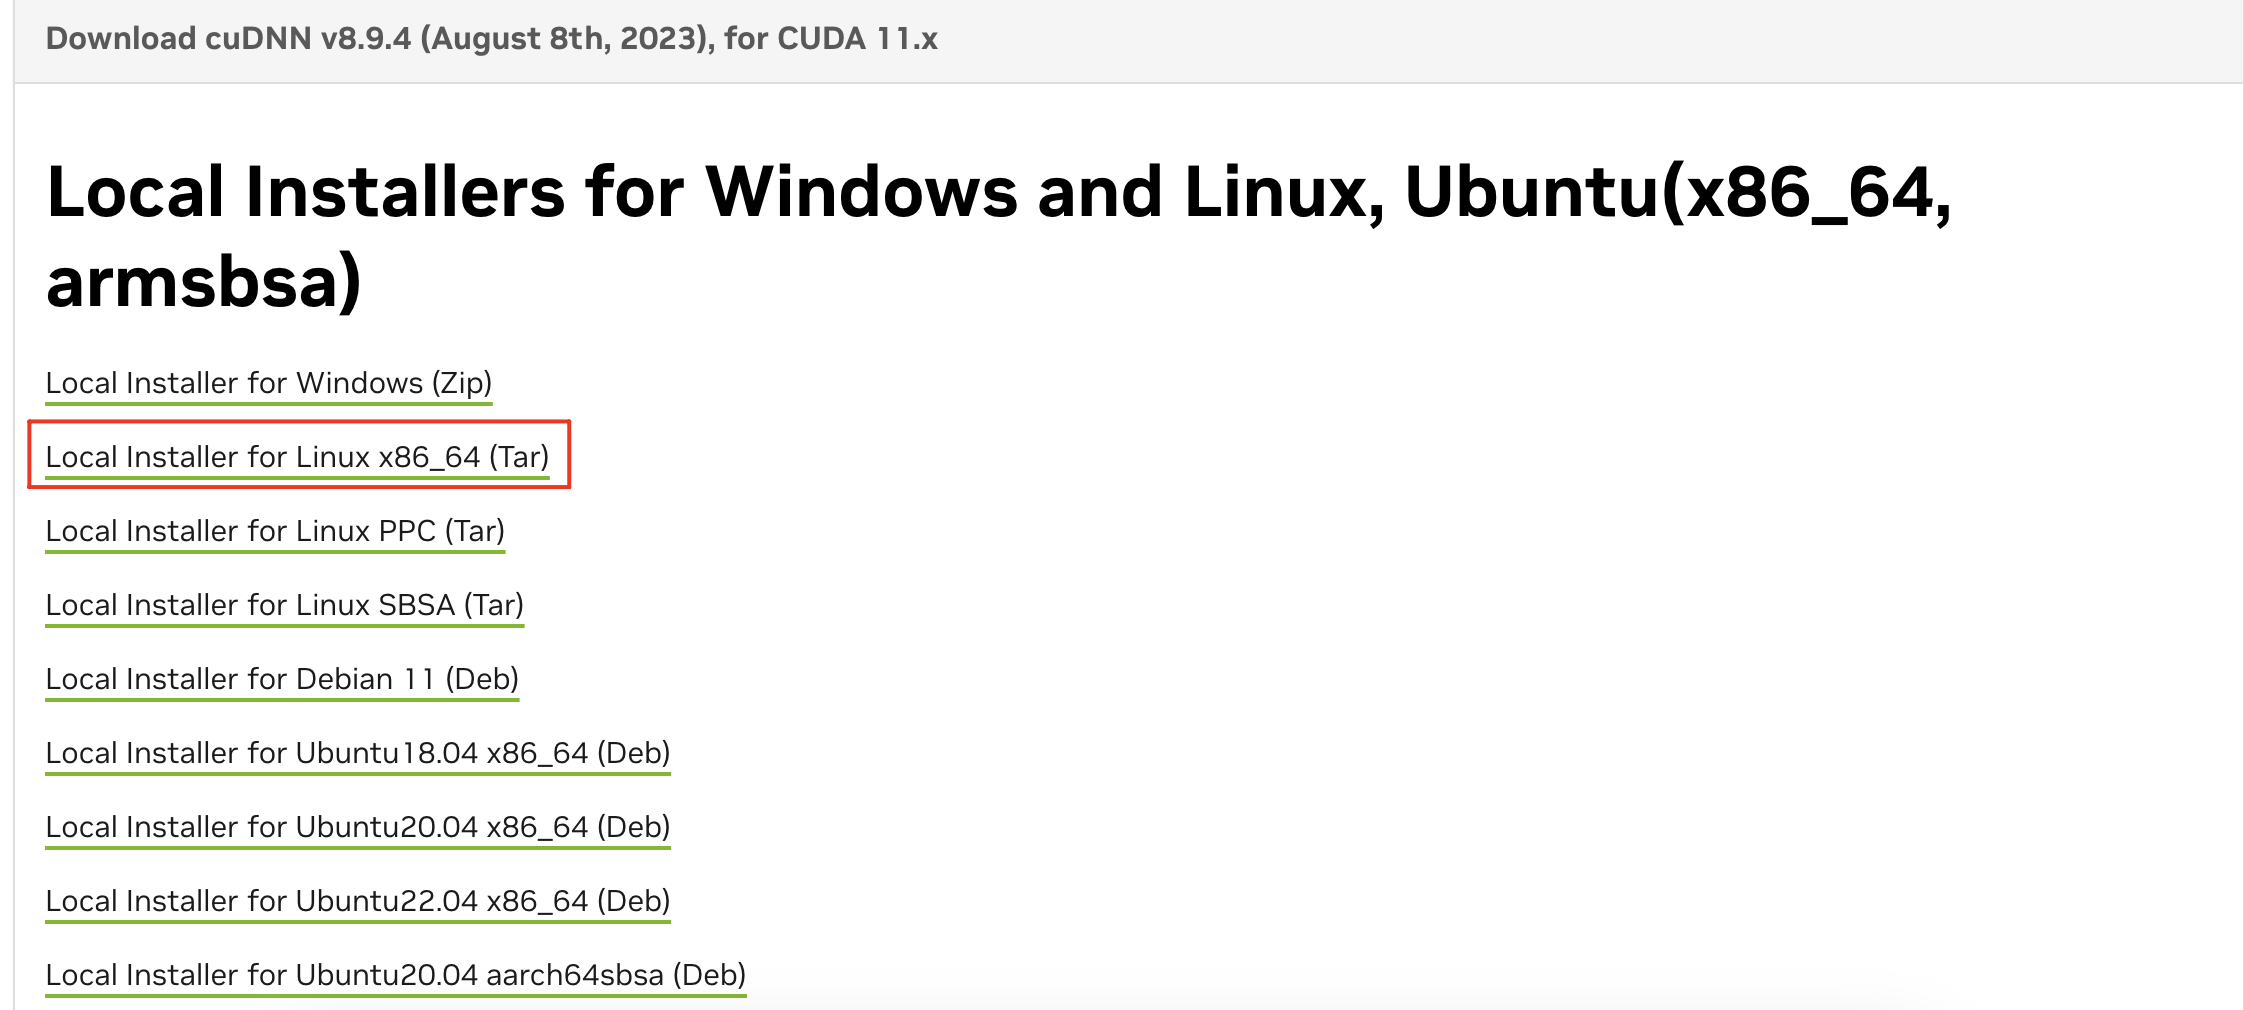 Download cuDNN v8.9.4 (August 8th, 2023), for CUDA 11.x
Local Installers for Windows and Linux, Ubuntu(x86_64,
armsbsa)
Local Installer for Windows (Zip)
Local Installer for Linux x86_64 (Tar)
Local Installer for Linux PPC (Tar)
Local Installer for Linux SBSA (Tar)
Local Installer for Debian 11 (Deb)
Local Installer for Ubuntu18.04 x86_64 (Deb)
Local Installer for Ubuntu20.04 x86_64 (Deb)
Local Installer for Ubuntu22.04 x86_64 (Deb)
Local Installer for Ubuntu20.04 aarch64sbsa (Deb)